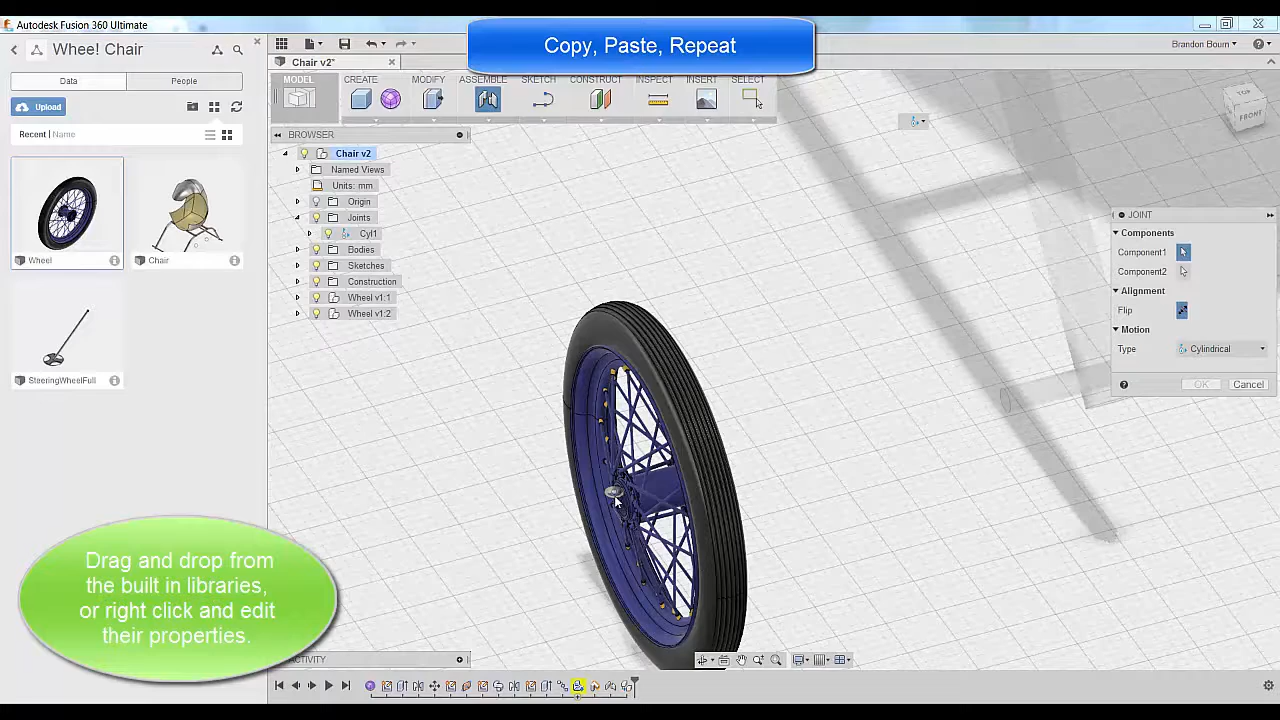 Autodesk Fusion 360 Ultimate
Copy, Paste, Repeat
Wheel Chair
Data
People
Upload
Recent | Name
Wheel
Chair
SteeringWheelFull
Drag and drop from
the built in libraries,
or right click and edit
their properties.
Brandon Bourn
Chair v2*
MODEL
CREATE
MODIFY
ASSEMBLE
SKETCH
CONSTRUCT
INSPECT
INSERT
SELECT
BROWSER
Chair v2
Named Views
Units: mm
Origin
Joints
Cyl1
Bodies
Sketches
Construction
Wheel v1:1
Wheel v1:2
TOP
FRONT
JOINT
Components
Component1
Component2
Alignment
Flip
Motion
Type
Cylindrical
OK
Cancel
ACTIVITY